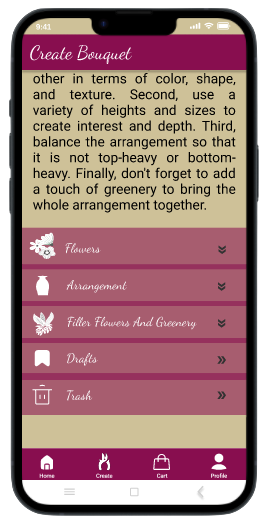 9:41
Create Bouquet
other in terms of color, shape,
and texture. Second, use a
variety of heights and sizes to
create interest and depth. Third,
balance the arrangement so that
it is not top-heavy or bottom-
heavy. Finally, don't forget to add
a touch of greenery to bring the
whole arrangement together.
Flowers
Arrangement
Filler Flowers And Greenery
Drafts
Trash
Home Create Cart Profile